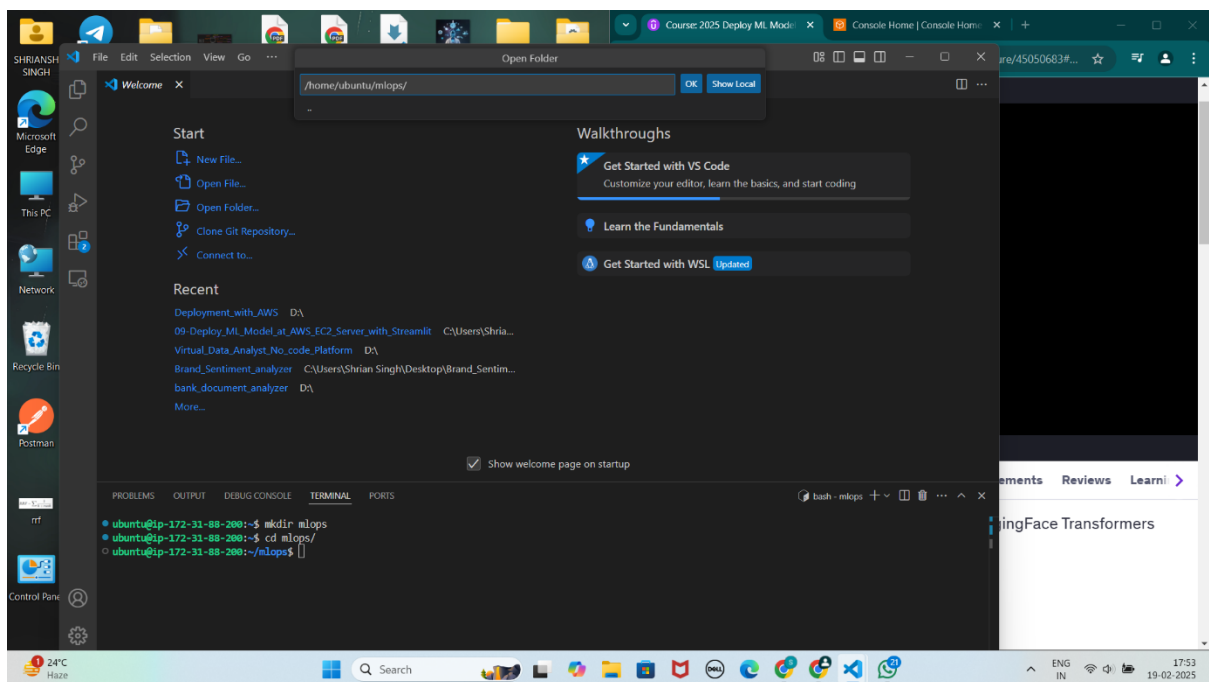 Course: 2025 Deploy ML Model
Console Home | Console Home
SHRIANSH
SINGH
File Edit Selection View Go ...
Open Folder
ure/45050683#...
Welcome
/home/ubuntu/mlops/
OK
Show Local
..
Microsoft
Edge
This PC
Network
Recycle Bin
Postman
rrf
Control Pane
Start
New File...
Open File...
Open Folder...
Clone Git Repository...
Connect to...
Recent
Deployment_with_AWS D:\
09-Deploy_ML_Model_at_AWS_EC2_Server_with_Streamlit C:\Users\Shria...
Virtual_Data_Analyst_No_code_Platform D:\
Brand_Sentiment_analyzer C:\Users\Shrian Singh\Desktop\Brand_Sentim...
bank_document_analyzer D:\
More...
Walkthroughs
Get Started with VS Code
Customize your editor, learn the basics, and start coding
Learn the Fundamentals
Get Started with WSL Updated
2
Show welcome page on startup
PROBLEMS OUTPUT DEBUG CONSOLE TERMINAL PORTS
bash - mlops
ubuntu@ip-172-31-88-200:~$ mkdir mlops
ubuntu@ip-172-31-88-200:~$ cd mlops/
ubuntu@ip-172-31-88-200:~/mlops$
ements Reviews Learni
gingFace Transformers
1
24°C
Haze
Search
DELL
ENG
IN
17:53
19-02-2025